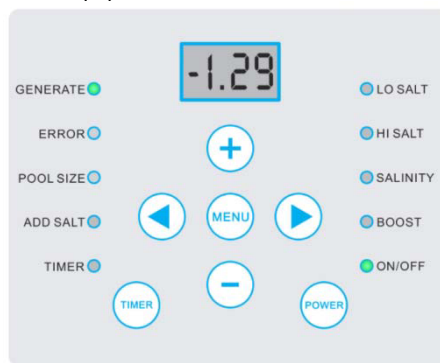 -1.29
GENERATE
LO SALT
ERROR
HI SALT
POOL SIZE
SALINITY
MENU
ADD SALT
BOOST
TIMER
ON/OFF
TIMER
POWER